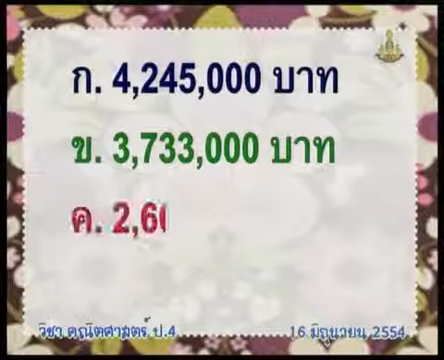 ก. 4,245,000 บาท
ข. 3,733,000 บาท
ค. 2,6
วิชา คณิตศาสตร์ ป.4
16 มิถุนายน 2554